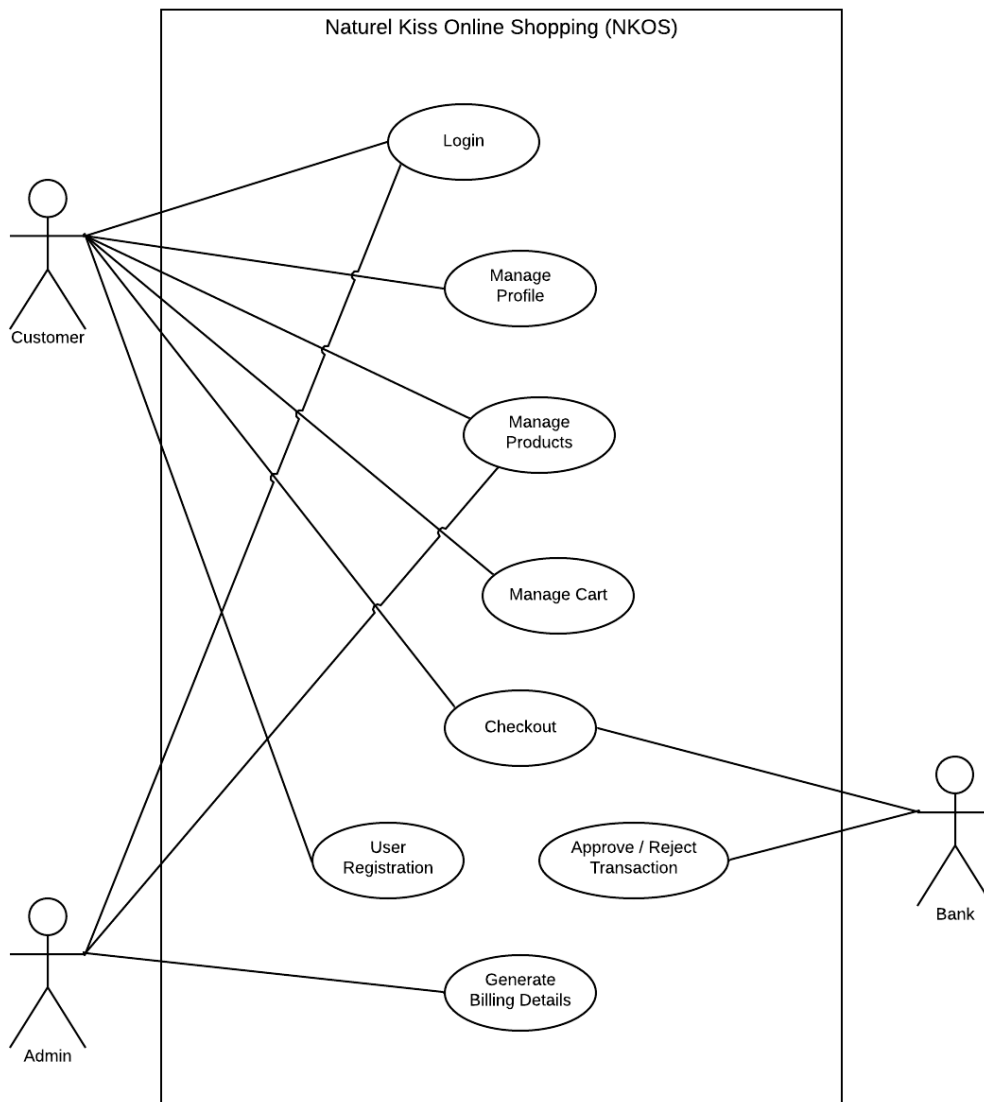 Naturel Kiss Online Shopping (NKOS)
Login
Customer
Manage
Profile
Manage
Products
Manage Cart
Checkout
User
Registration
Approve / Reject
Transaction
Bank
Admin
Generate
Billing Details